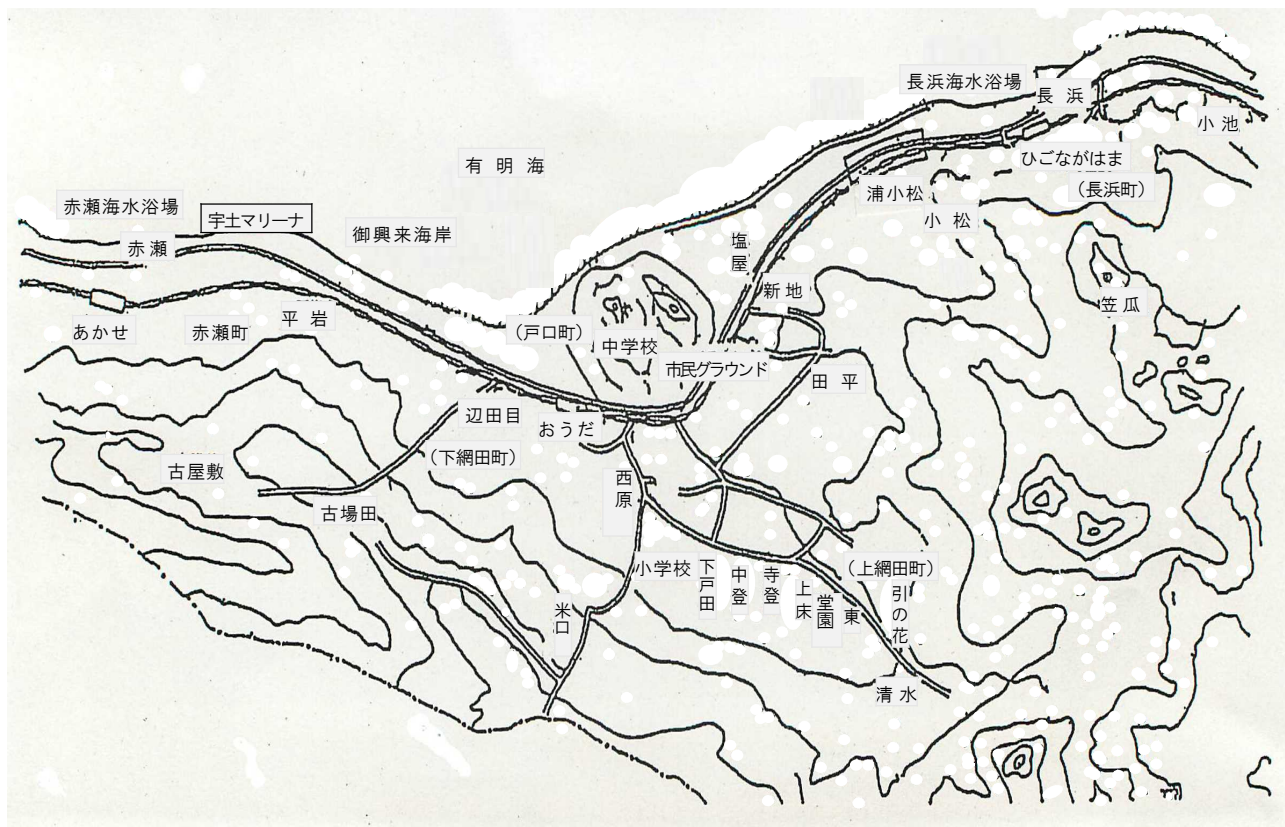 長浜海水浴場
長 浜
小 池
ひごながはま
(長浜町)
浦小松
小 松
有 明 海
赤瀬海水浴場
宇土マリーナ
御興来海岸
赤瀬
塩屋
新地
笠瓜
あかせ
赤瀬町
平 岩
(戸口町)
中学校
市民グラウンド
田 平
辺田目
おうだ
(下網田町)
古屋敷
西原
古場田
小学校
下戸田
中登
寺登
上床
堂園
東
(上網田町)
引の花
米口
清 水